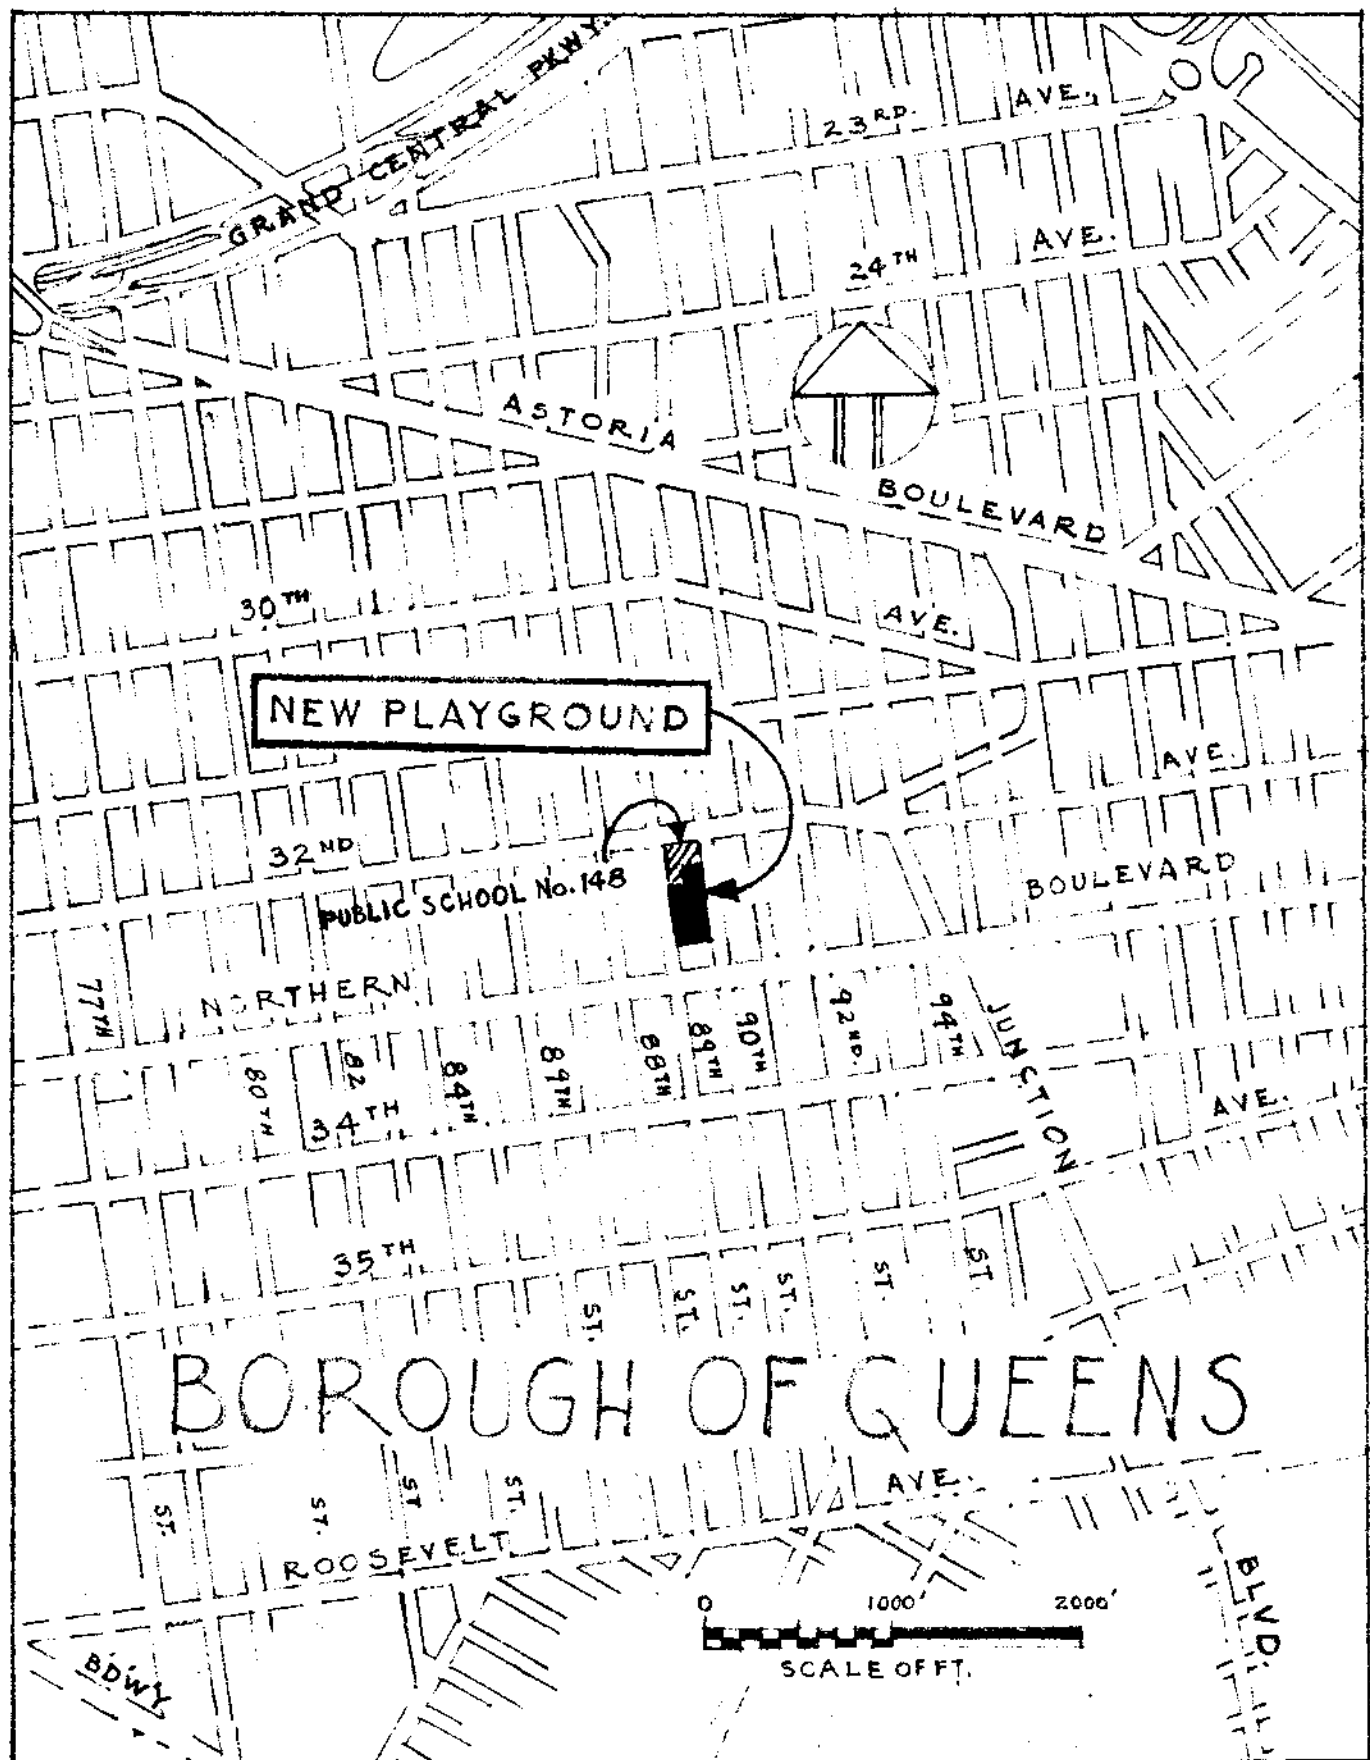 GRAND CENTRAL PKWY.
23RD. AVE.
24TH AVE.
ASTORIA BOULEVARD
30TH AVE.
NEW PLAYGROUND
32ND AVE.
PUBLIC SCHOOL No. 148
NORTHERN BOULEVARD
77TH
80TH
82
84TH
89TH
88TH
89TH
90TH
92ND.
94TH
JUNCTION
34TH AVE.
35TH
ST.
ST.
ST.
ST.
ST.
ST.
BOROUGH OF QUEENS
ST.
ST.
ST
ST.
ROOSEVELT AVE.
BLVD.
BDWY
0 1000' 2000'
SCALE OF FT.